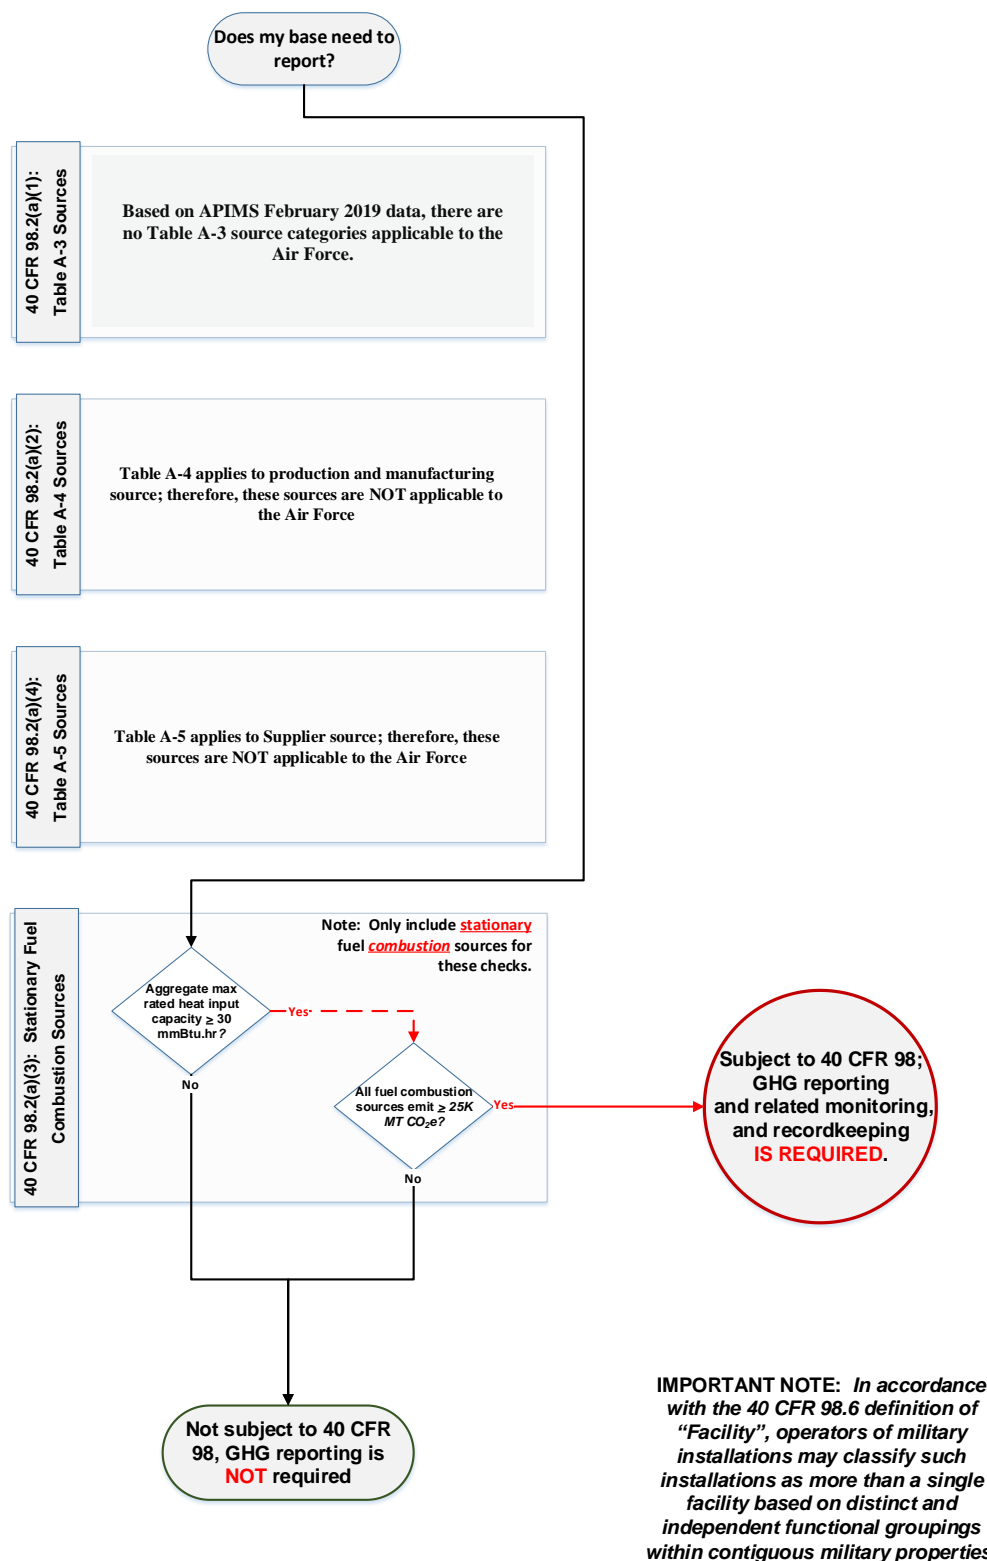 Does my base need to
report?
40 CFR 98.2(a)(1):
Table A-3 Sources
Based on APIMS February 2019 data, there are
no Table A-3 source categories applicable to the
Air Force.
40 CFR 98.2(a)(2):
Table A-4 Sources
Table A-4 applies to production and manufacturing
source; therefore, these sources are NOT applicable to
the Air Force
40 CFR 98.2(a)(4):
Table A-5 Sources
Table A-5 applies to Supplier source; therefore, these
sources are NOT applicable to the Air Force
40 CFR 98.2(a)(3): Stationary Fuel
Combustion Sources
Note: Only include stationary
fuel combustion sources for
these checks.
Aggregate max
rated heat input
capacity ≥ 30
mmBtu.hr?
Yes
No
All fuel combustion
sources emit ≥ 25K
MT CO₂e?
Yes
No
Subject to 40 CFR 98;
GHG reporting
and related monitoring,
and recordkeeping
IS REQUIRED.
Not subject to 40 CFR
98, GHG reporting is
NOT required
IMPORTANT NOTE: In accordance
with the 40 CFR 98.6 definition of
“Facility”, operators of military
installations may classify such
installations as more than a single
facility based on distinct and
independent functional groupings
within contiguous military properties